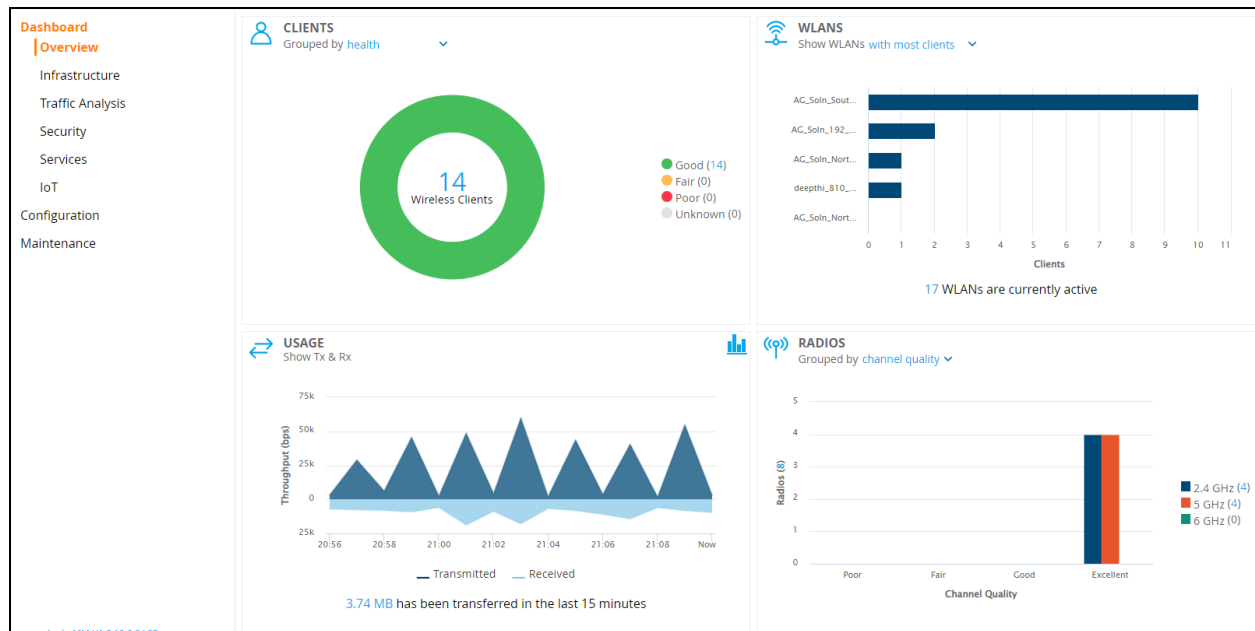 Dashboard
Overview
Infrastructure
Traffic Analysis
Security
Services
IoT
Configuration
Maintenance
CLIENTS
Grouped by health
14
Wireless Clients
Good (14)
Fair (0)
Poor (0)
Unknown (0)
WLANS
Show WLANs with most clients
AG_Soln_Sout...
AG_Soln_192_...
AG_Soln_Nort...
deepthi_810_...
AG_Soln_Nort...
0 1 2 3 4 5 6 7 8 9 10 11
Clients
17 WLANs are currently active
USAGE
Show Tx & Rx
Throughput (bps)
75k
50k
25k
0
25k
20:56 20:58 21:00 21:02 21:04 21:06 21:08 Now
Transmitted Received
3.74 MB has been transferred in the last 15 minutes
RADIOS
Grouped by channel quality
Radios (8)
5
4
3
2
1
0
Poor Fair Good Excellent
Channel Quality
2.4 GHz (4)
5 GHz (4)
6 GHz (0)